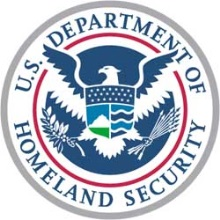 U.S. DEPARTMENT OF
HOMELAND SECURITY